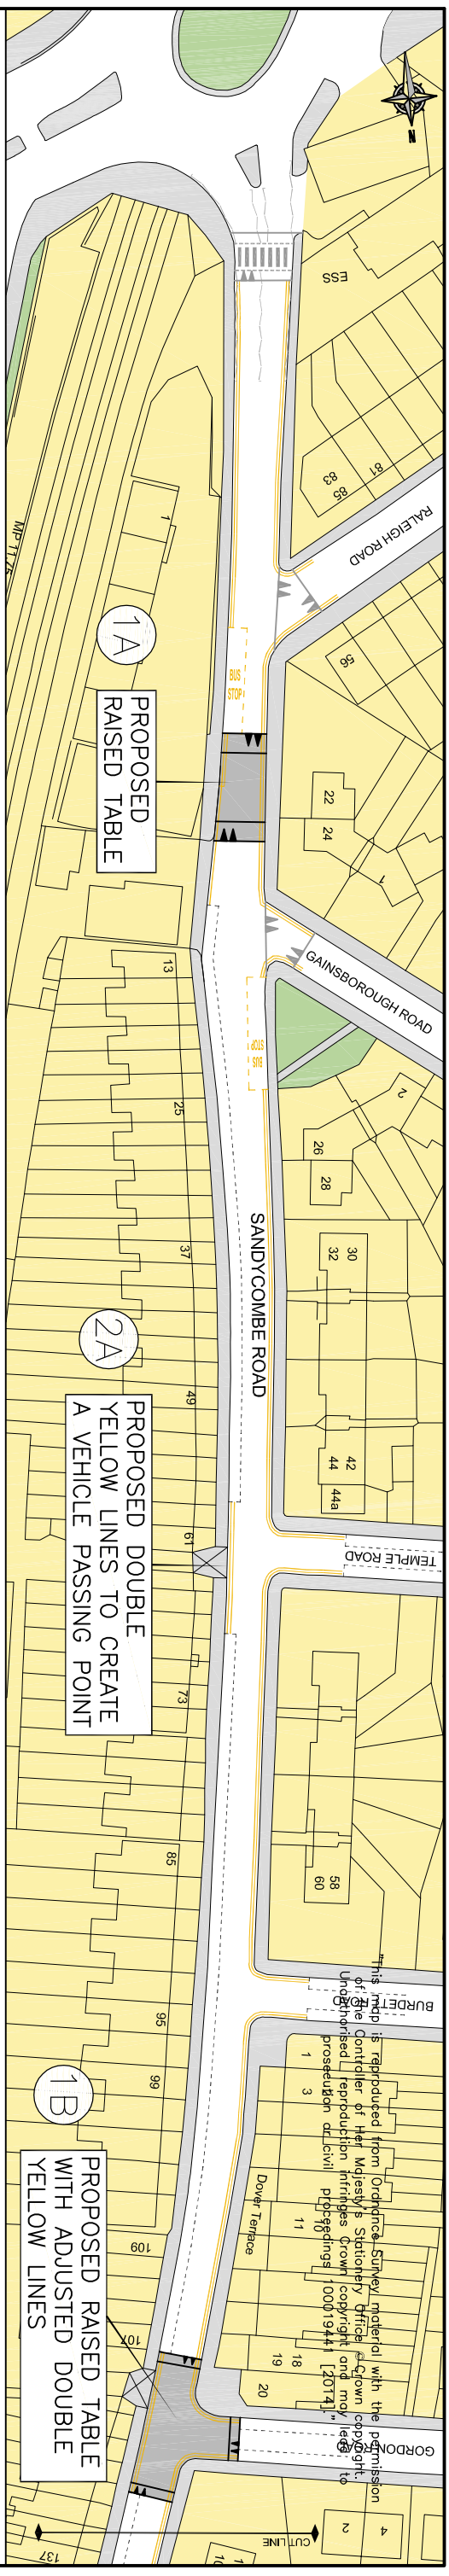 N
ESS
81
85
83
RALEIGH ROAD
56
MP 11.75
1
BUS
STOP
1A
PROPOSED
RAISED TABLE
22
24
1
GAINSBOROUGH ROAD
BUS
STOP
13
25
37
49
61
73
85
95
99
109
107
137
2
26
28
30
32
42
44
44a
SANDYCOMBE ROAD
2A
PROPOSED DOUBLE
YELLOW LINES TO CREATE
A VEHICLE PASSING POINT
TEMPLE ROAD
58
60
BURDETT ROAD
"This map is reproduced from Ordnance Survey material with the permission
of the Controller of Her Majesty's Stationery Office © Crown copyright.
Unauthorised reproduction infringes Crown copyright and may lead to
prosecution or civil proceedings 100019441 [2014]."
1
3
Dover Terrace
10
11
18
19
20
1B
PROPOSED RAISED TABLE
WITH ADJUSTED DOUBLE
YELLOW LINES
GORDON ROAD
2
4
CUT LINE